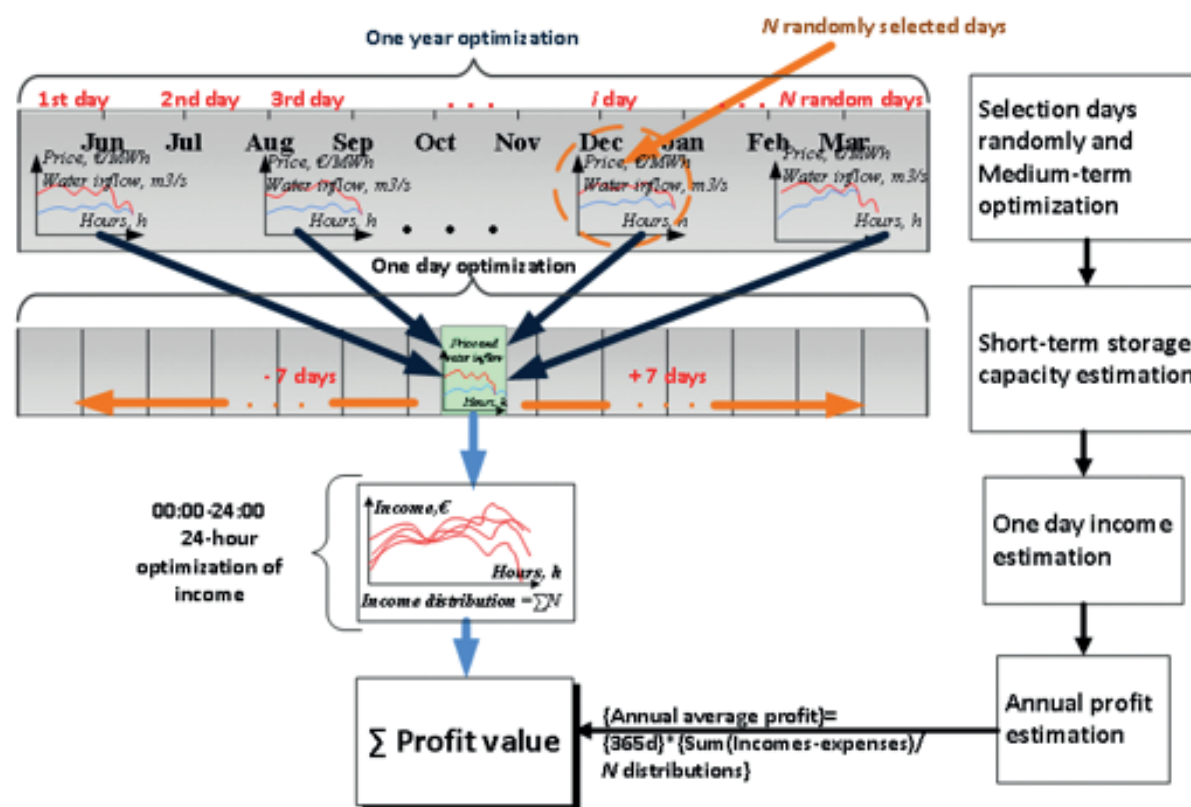 One year optimization
N randomly selected days
1st day 2nd day 3rd day . . . i day . . . N random days
Jun Jul Aug Sep Oct Nov Dec Jan Feb Mar
Price, €/MWh
Water inflow, m3/s
Hours, h
Price, €/MWh
Water inflow, m3/s
Hours, h
. . .
Price, €/MWh
Water inflow, m3/s
Hours, h
Price, €/MWh
Water inflow, m3/s
Hours, h
One day optimization
- 7 days
Price and
water inflow
Hours, h
+ 7 days
00:00-24:00
24-hour
optimization of
income
Income,€
Hours, h
Income distribution =∑N
∑ Profit value
{Annual average profit}=
{365d}*{Sum(Incomes-expenses)/
N distributions}
Selection days
randomly and
Medium-term
optimization
Short-term storage
capacity estimation
One day income
estimation
Annual profit
estimation